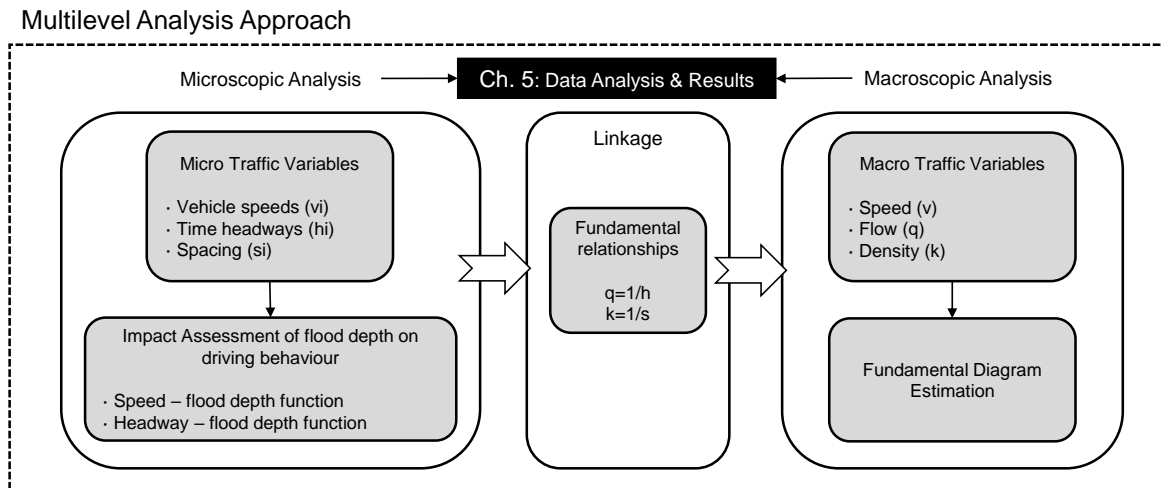 Multilevel Analysis Approach
Microscopic Analysis
Ch. 5: Data Analysis & Results
Macroscopic Analysis
Micro Traffic Variables
· Vehicle speeds (vi)
· Time headways (hi)
· Spacing (si)
Impact Assessment of flood depth on
driving behaviour
· Speed – flood depth function
· Headway – flood depth function
Linkage
Fundamental
relationships
q=1/h
k=1/s
Macro Traffic Variables
· Speed (v)
· Flow (q)
· Density (k)
Fundamental Diagram
Estimation